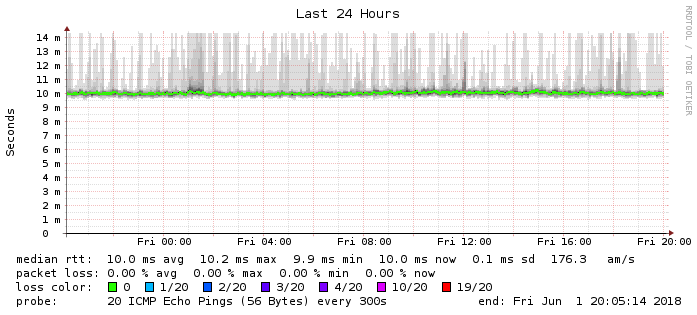 Last 24 Hours
RRDTOOL / TOBI OETIKER
Seconds
14 m
13 m
12 m
11 m
10 m
9 m
8 m
7 m
6 m
5 m
4 m
3 m
2 m
1 m
0
Fri 00:00 Fri 04:00 Fri 08:00 Fri 12:00 Fri 16:00 Fri 20:00
median rtt: 10.0 ms avg 10.2 ms max 9.9 ms min 10.0 ms now 0.1 ms sd 176.3 am/s
packet loss: 0.00 % avg 0.00 % max 0.00 % min 0.00 % now
loss color: 0 1/20 2/20 3/20 4/20 10/20 19/20
probe: 20 ICMP Echo Pings (56 Bytes) every 300s end: Fri Jun 1 20:05:14 2018